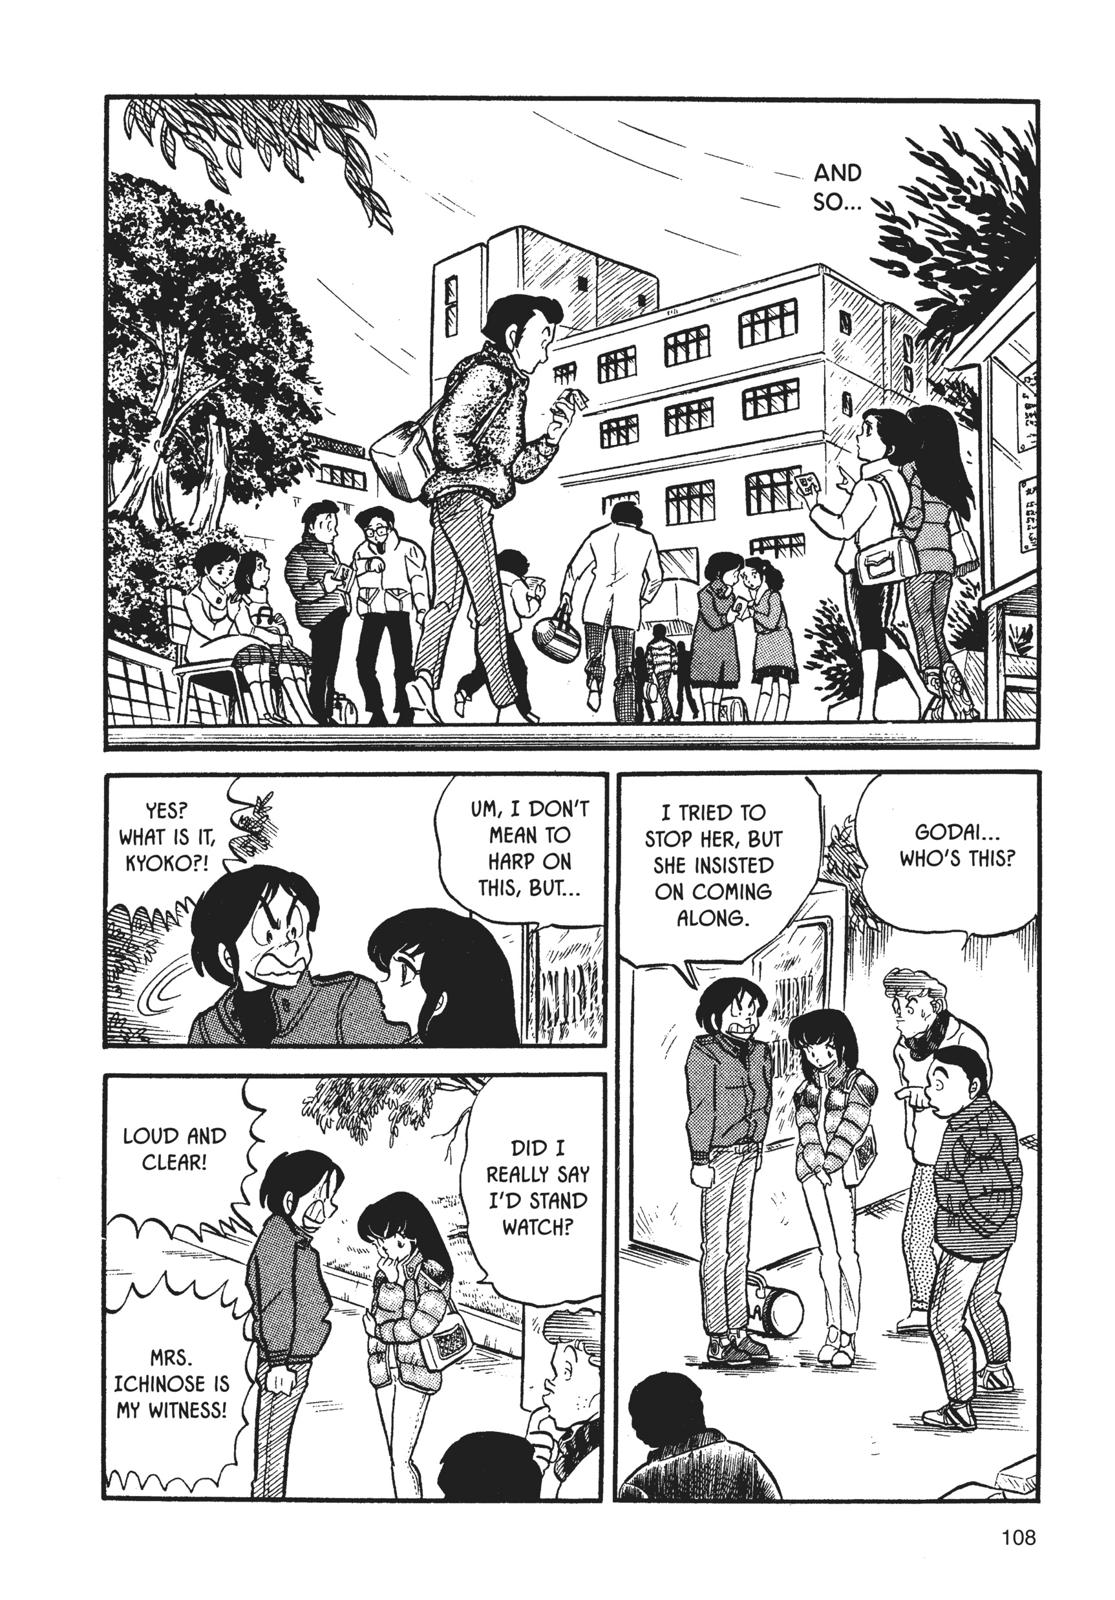 AND
SO...
GODAI...
WHO'S THIS?
I TRIED TO
STOP HER, BUT
SHE INSISTED
ON COMING
ALONG.
UM, I DON'T
MEAN TO
HARP ON
THIS, BUT...
YES?
WHAT IS IT,
KYOKO?!
DID I
REALLY SAY
I'D STAND
WATCH?
LOUD AND
CLEAR!
MRS.
ICHINOSE IS
MY WITNESS!
108